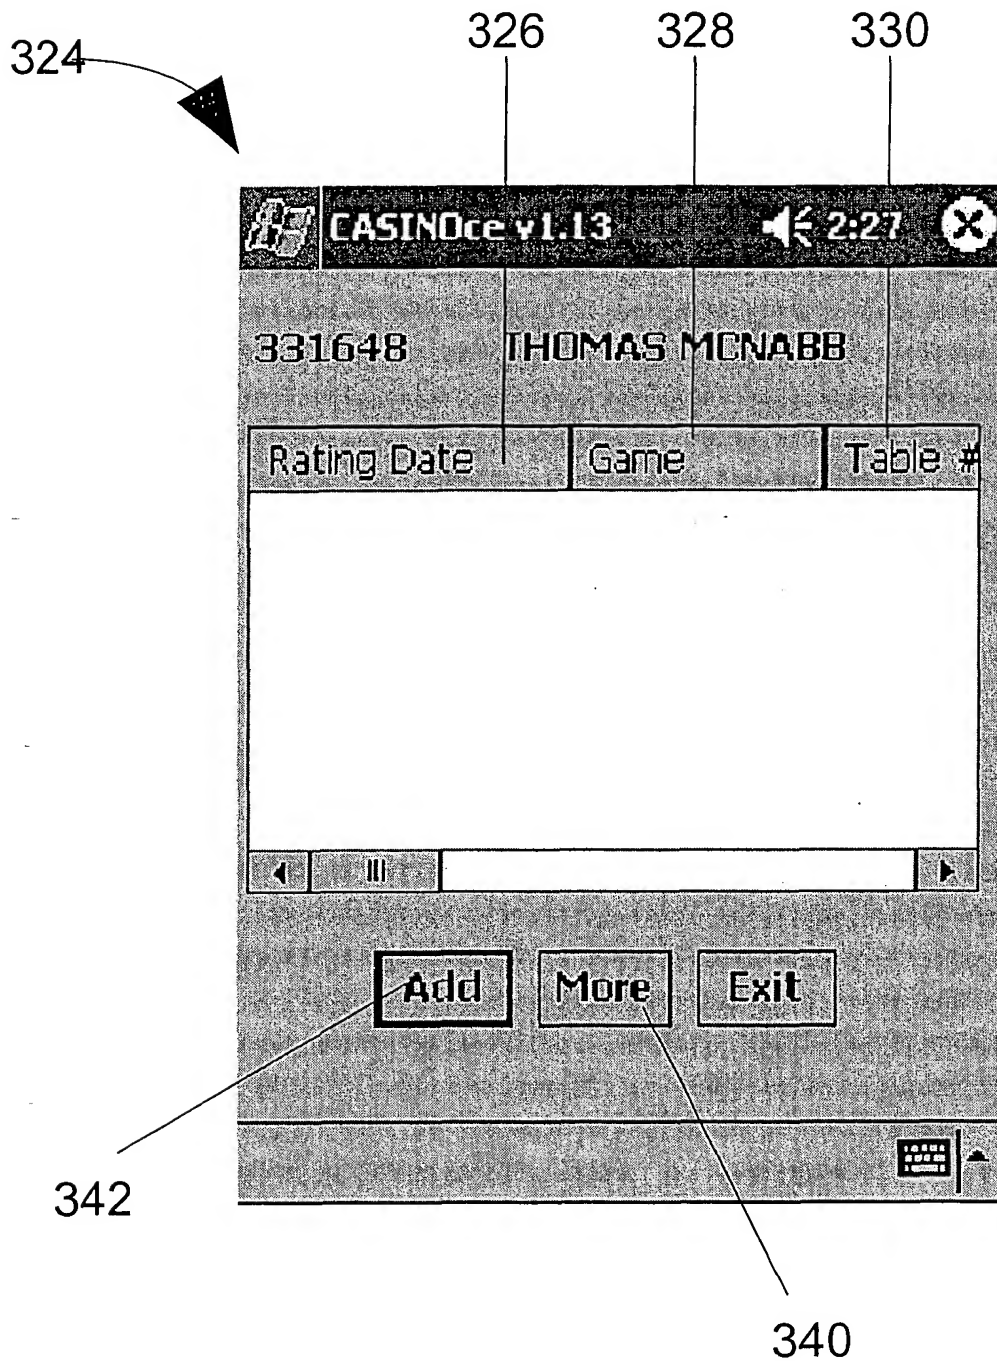 326 328 330
324
CASINOce v1.13 2:27
331648 THOMAS MCNABB
Rating Date Game Table #
Add More Exit
342
340